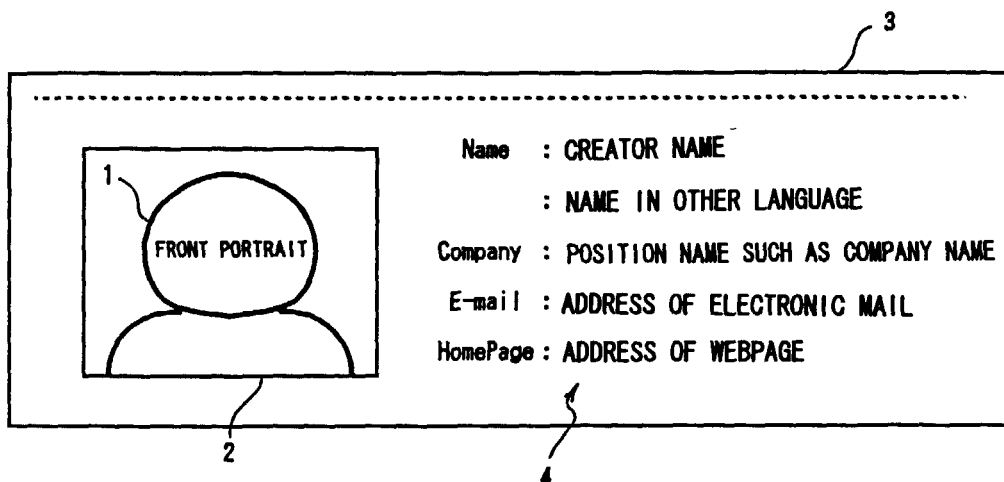 3
1
FRONT PORTRAIT
2
Name : CREATOR NAME
: NAME IN OTHER LANGUAGE
Company : POSITION NAME SUCH AS COMPANY NAME
E-mail : ADDRESS OF ELECTRONIC MAIL
HomePage : ADDRESS OF WEBPAGE
4